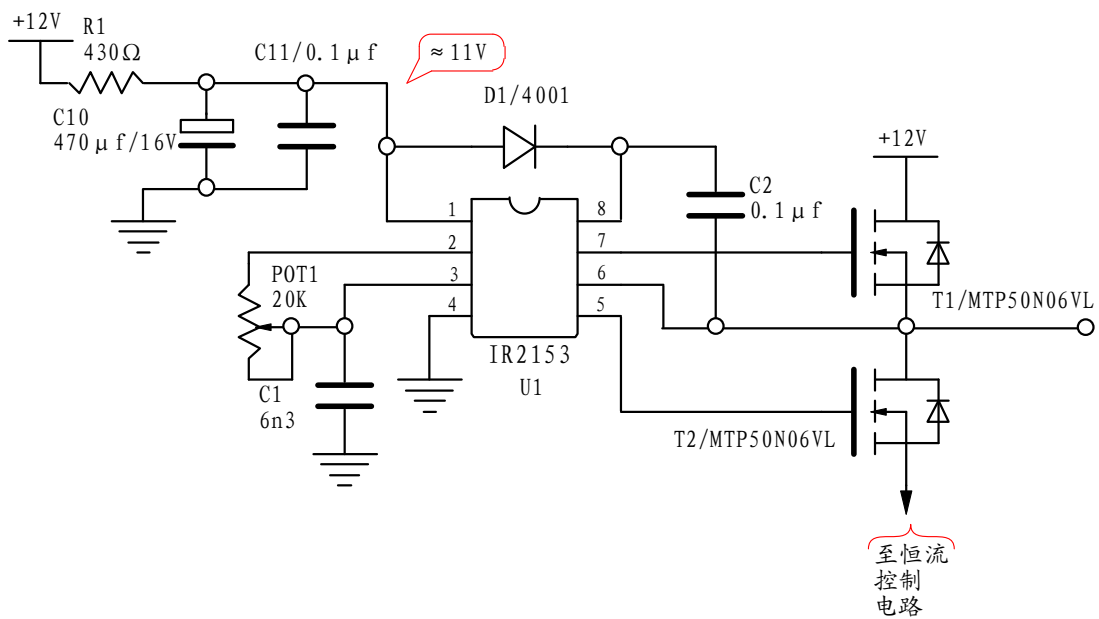 +12V
R1
430Ω
C11/0.1μf
≈11V
C10
470μf/16V
D1/4001
+12V
C2
0.1μf
1
8
2
7
3
6
4
5
POT1
20K
T1/MTP50N06VL
IR2153
U1
C1
6n3
T2/MTP50N06VL
至恒流
控制
电路